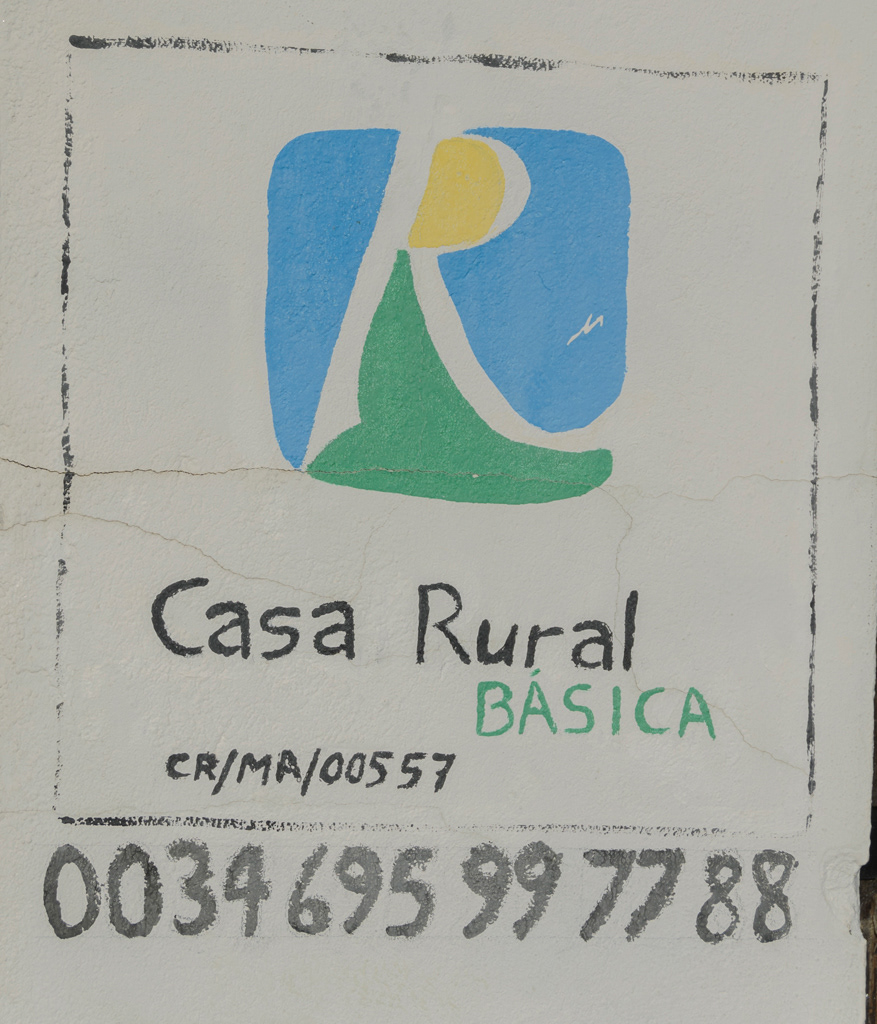 Casa Rural
BÁSICA
CR/MA/00557
0034 695 99 77 88